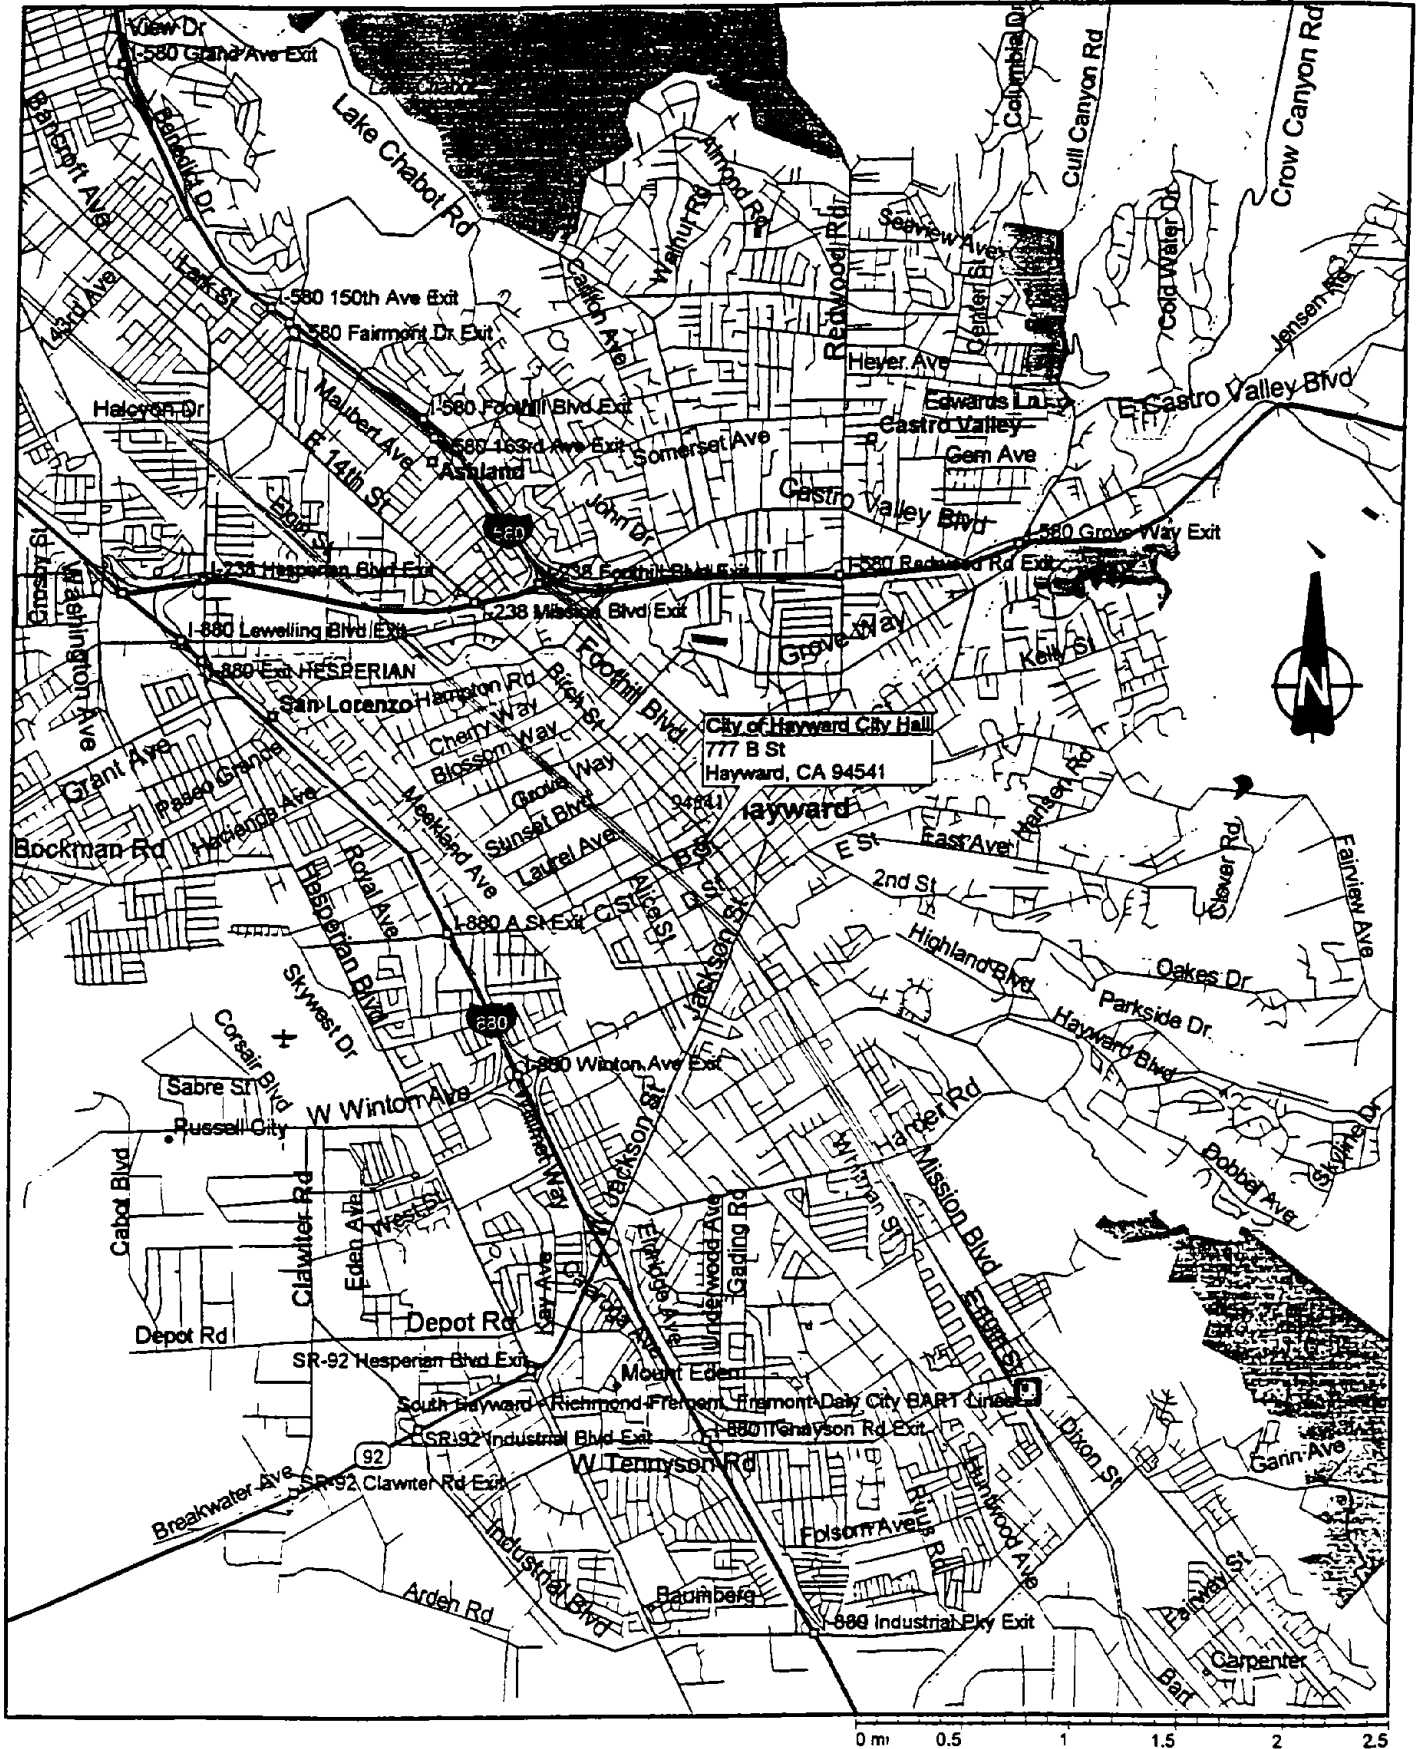 View Dr
I-580 Grand Ave Exit
Bancroft Ave
Benedict Dr
Lake Chabot
Lake Chabot Rd
Columbia Dr
Cull Canyon Rd
Crow Canyon Rd
Almond Rd
Walnut Rd
Redwood Rd
Seaview Ave
Center St
Cold Water Dr
Jensen Rd
143rd Ave
Lark St
I-580 150th Ave Exit
I-580 Fairmont Dr Exit
Carlton Ave
Heyer Ave
Edwards Ln
E Castro Valley Blvd
Halcyon Dr
Maubert Ave
I-580 Foothill Blvd Exit
I-580 163rd Ave Exit
Ashland
E 14th St
Somerset Ave
Castro Valley
Gem Ave
Elgin St
580
John Dr
Castro Valley Blvd
I-580 Grove Way Exit
Crosby St
Washington Ave
I-238 Hesperian Blvd Exit
I-238 Foothill Blvd Exit
I-580 Redwood Rd Exit
I-238 Mission Blvd Exit
I-880 Lewelling Blvd Exit
Grove Way
Kelly St
I-880 Exit HESPERIAN
Foothill Blvd
Birch St
Hampton Rd
San Lorenzo
Cherry Way
Blossom Way
N
City of Hayward City Hall
777 B St
Hayward, CA 94541
Grant Ave
Paseo Grande
Hacienda Ave
Meekland Ave
Grove Way
Sunset Blvd
Laurel Ave
94541
Hayward
Hansen Rd
Bockman Rd
Royal Ave
Hesperian Blvd
B St
E St
East Ave
2nd St
Clover Rd
Fairview Ave
Alice St
C St
D St
I-880 A St Exit
Jackson St
Highland Blvd
Oakes Dr
Parkside Dr.
Hayward Blvd
Skywest Dr
880
Corsair Blvd
I-880 Winton Ave Exit
Sabre St
W Winton Ave
Russell City
W Jackson St
Harder Rd
Whitman St
Mission Blvd
Dobbel Ave
Skyline Dr
Cabot Blvd
Clawiter Rd
Eden Ave
West St
Kay Ave
Eldridge Ave
Underwood Ave
Gading Rd
Depot Rd
Depot Rd
SR-92 Hesperian Blvd Exit
Mount Eden
South Hayward - Richmond-Fremont, Fremont-Daly City BART Lines
I-880 Tennyson Rd Exit
SR-92 Industrial Blvd Exit
W Tennyson Rd
92
SR-92 Clawiter Rd Exit
Breakwater Ave
Dixon St
Garin Ave
Huntwood Ave
Folsom Ave
Industrial Blvd
Arden Rd
Baumberg
I-880 Industrial Pky Exit
Fairway St
Carpenter
Bart
0 mi 0.5 1 1.5 2 2.5